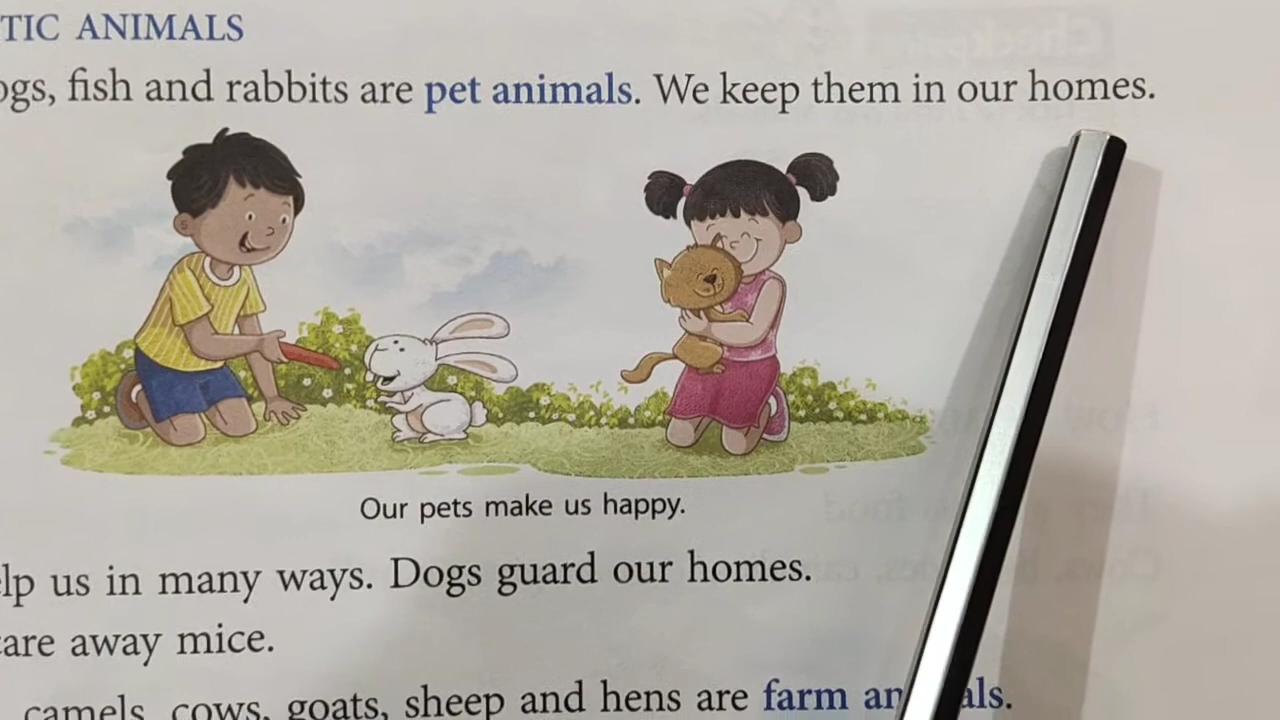 TIC ANIMALS
ogs, fish and rabbits are pet animals. We keep them in our homes.
Our pets make us happy.
elp us in many ways. Dogs guard our homes.
care away mice.
camels, cows, goats, sheep and hens are farm an als.